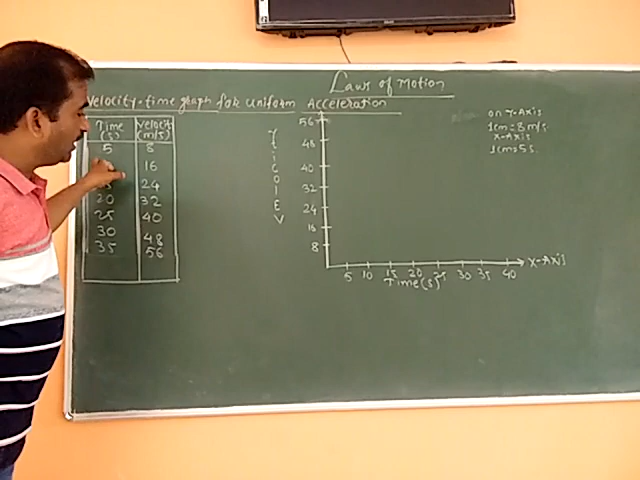 Laws of Motion
Velocity-time graph for Uniform Acceleration
Time (s) Velocity (m/s)
5 8
16
24
20 32
25 40
30 48
35 56
on Y-Axis
1cm = 8 m/s.
X-Axis
1cm = 5s.
Velocity
56
48
40
32
24
16
8
5 10 15 20 25 30 35 40
X-Axis
Time(s)